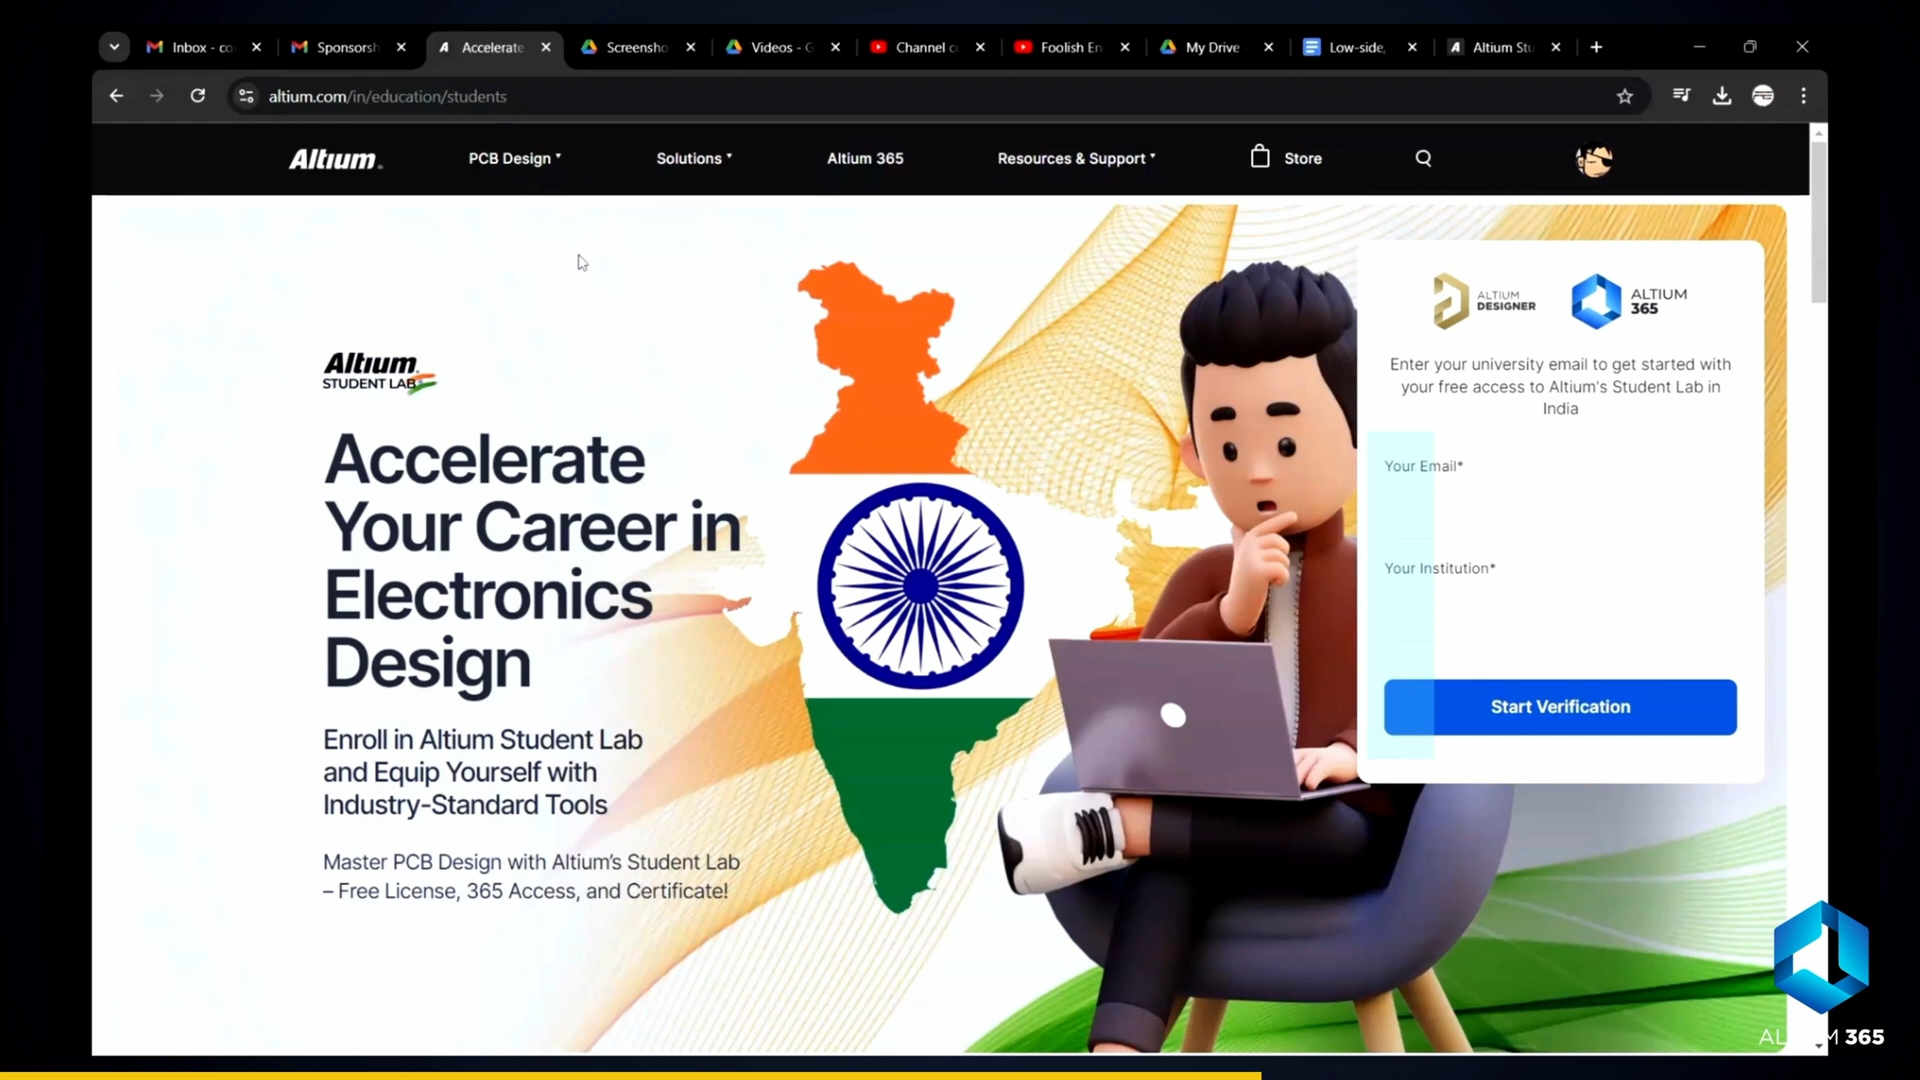 Inbox - co
Sponsorsh
Accelerate
Screensho
Videos - G
Channel c
Foolish En
My Drive
Low-side,
Altium Stu
altium.com/in/education/students
Altium.
PCB Design
Solutions
Altium 365
Resources & Support
Store
Altium.
STUDENT LAB
Accelerate
Your Career in
Electronics
Design
Enroll in Altium Student Lab
and Equip Yourself with
Industry-Standard Tools
Master PCB Design with Altium's Student Lab
– Free License, 365 Access, and Certificate!
ALTIUM
DESIGNER
ALTIUM
365
Enter your university email to get started with
your free access to Altium's Student Lab in
India
Your Email*
Your Institution*
Start Verification
365